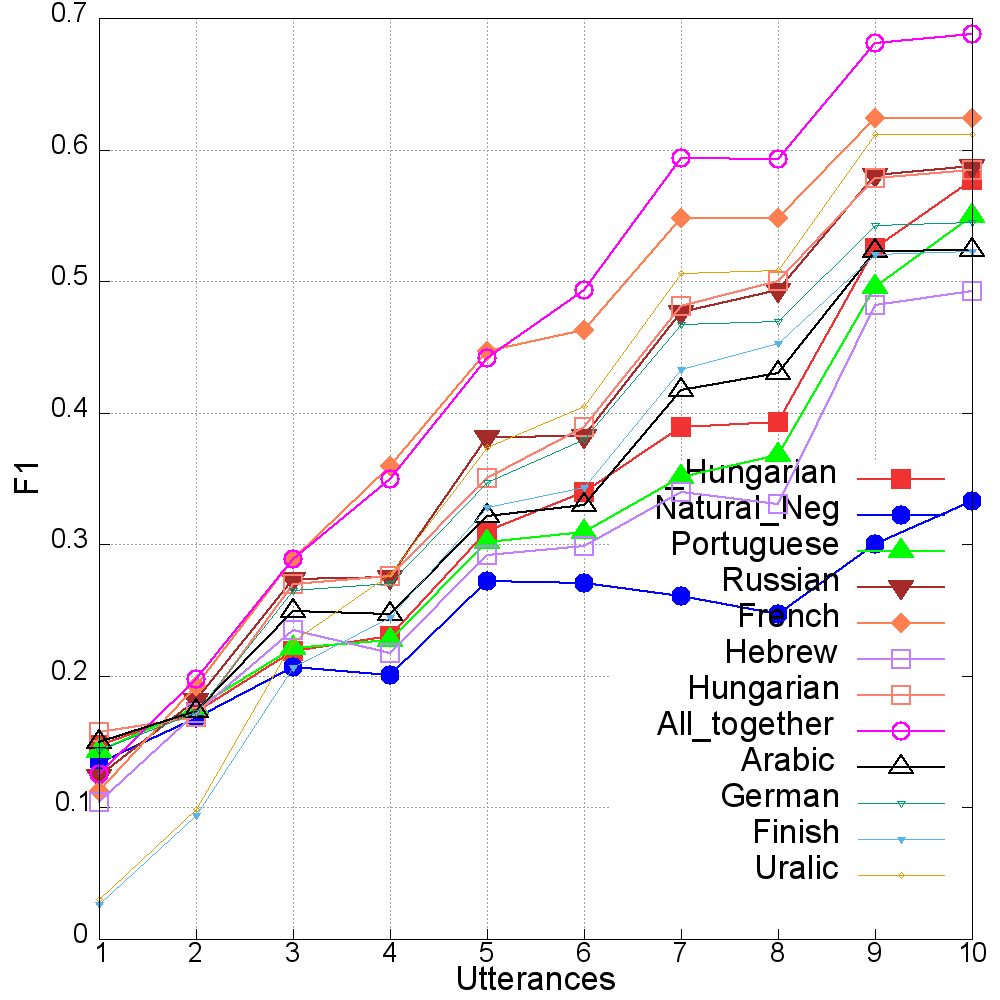 0.7
0.6
0.5
0.4
0.3
0.2
0.1
0
F1
_Hungarian
Natural_Neg
Portuguese
Russian
French
Hebrew
Hungarian
All_together
Arabic
German
Finish
Uralic
1 2 3 4 5 6 7 8 9 10
Utterances